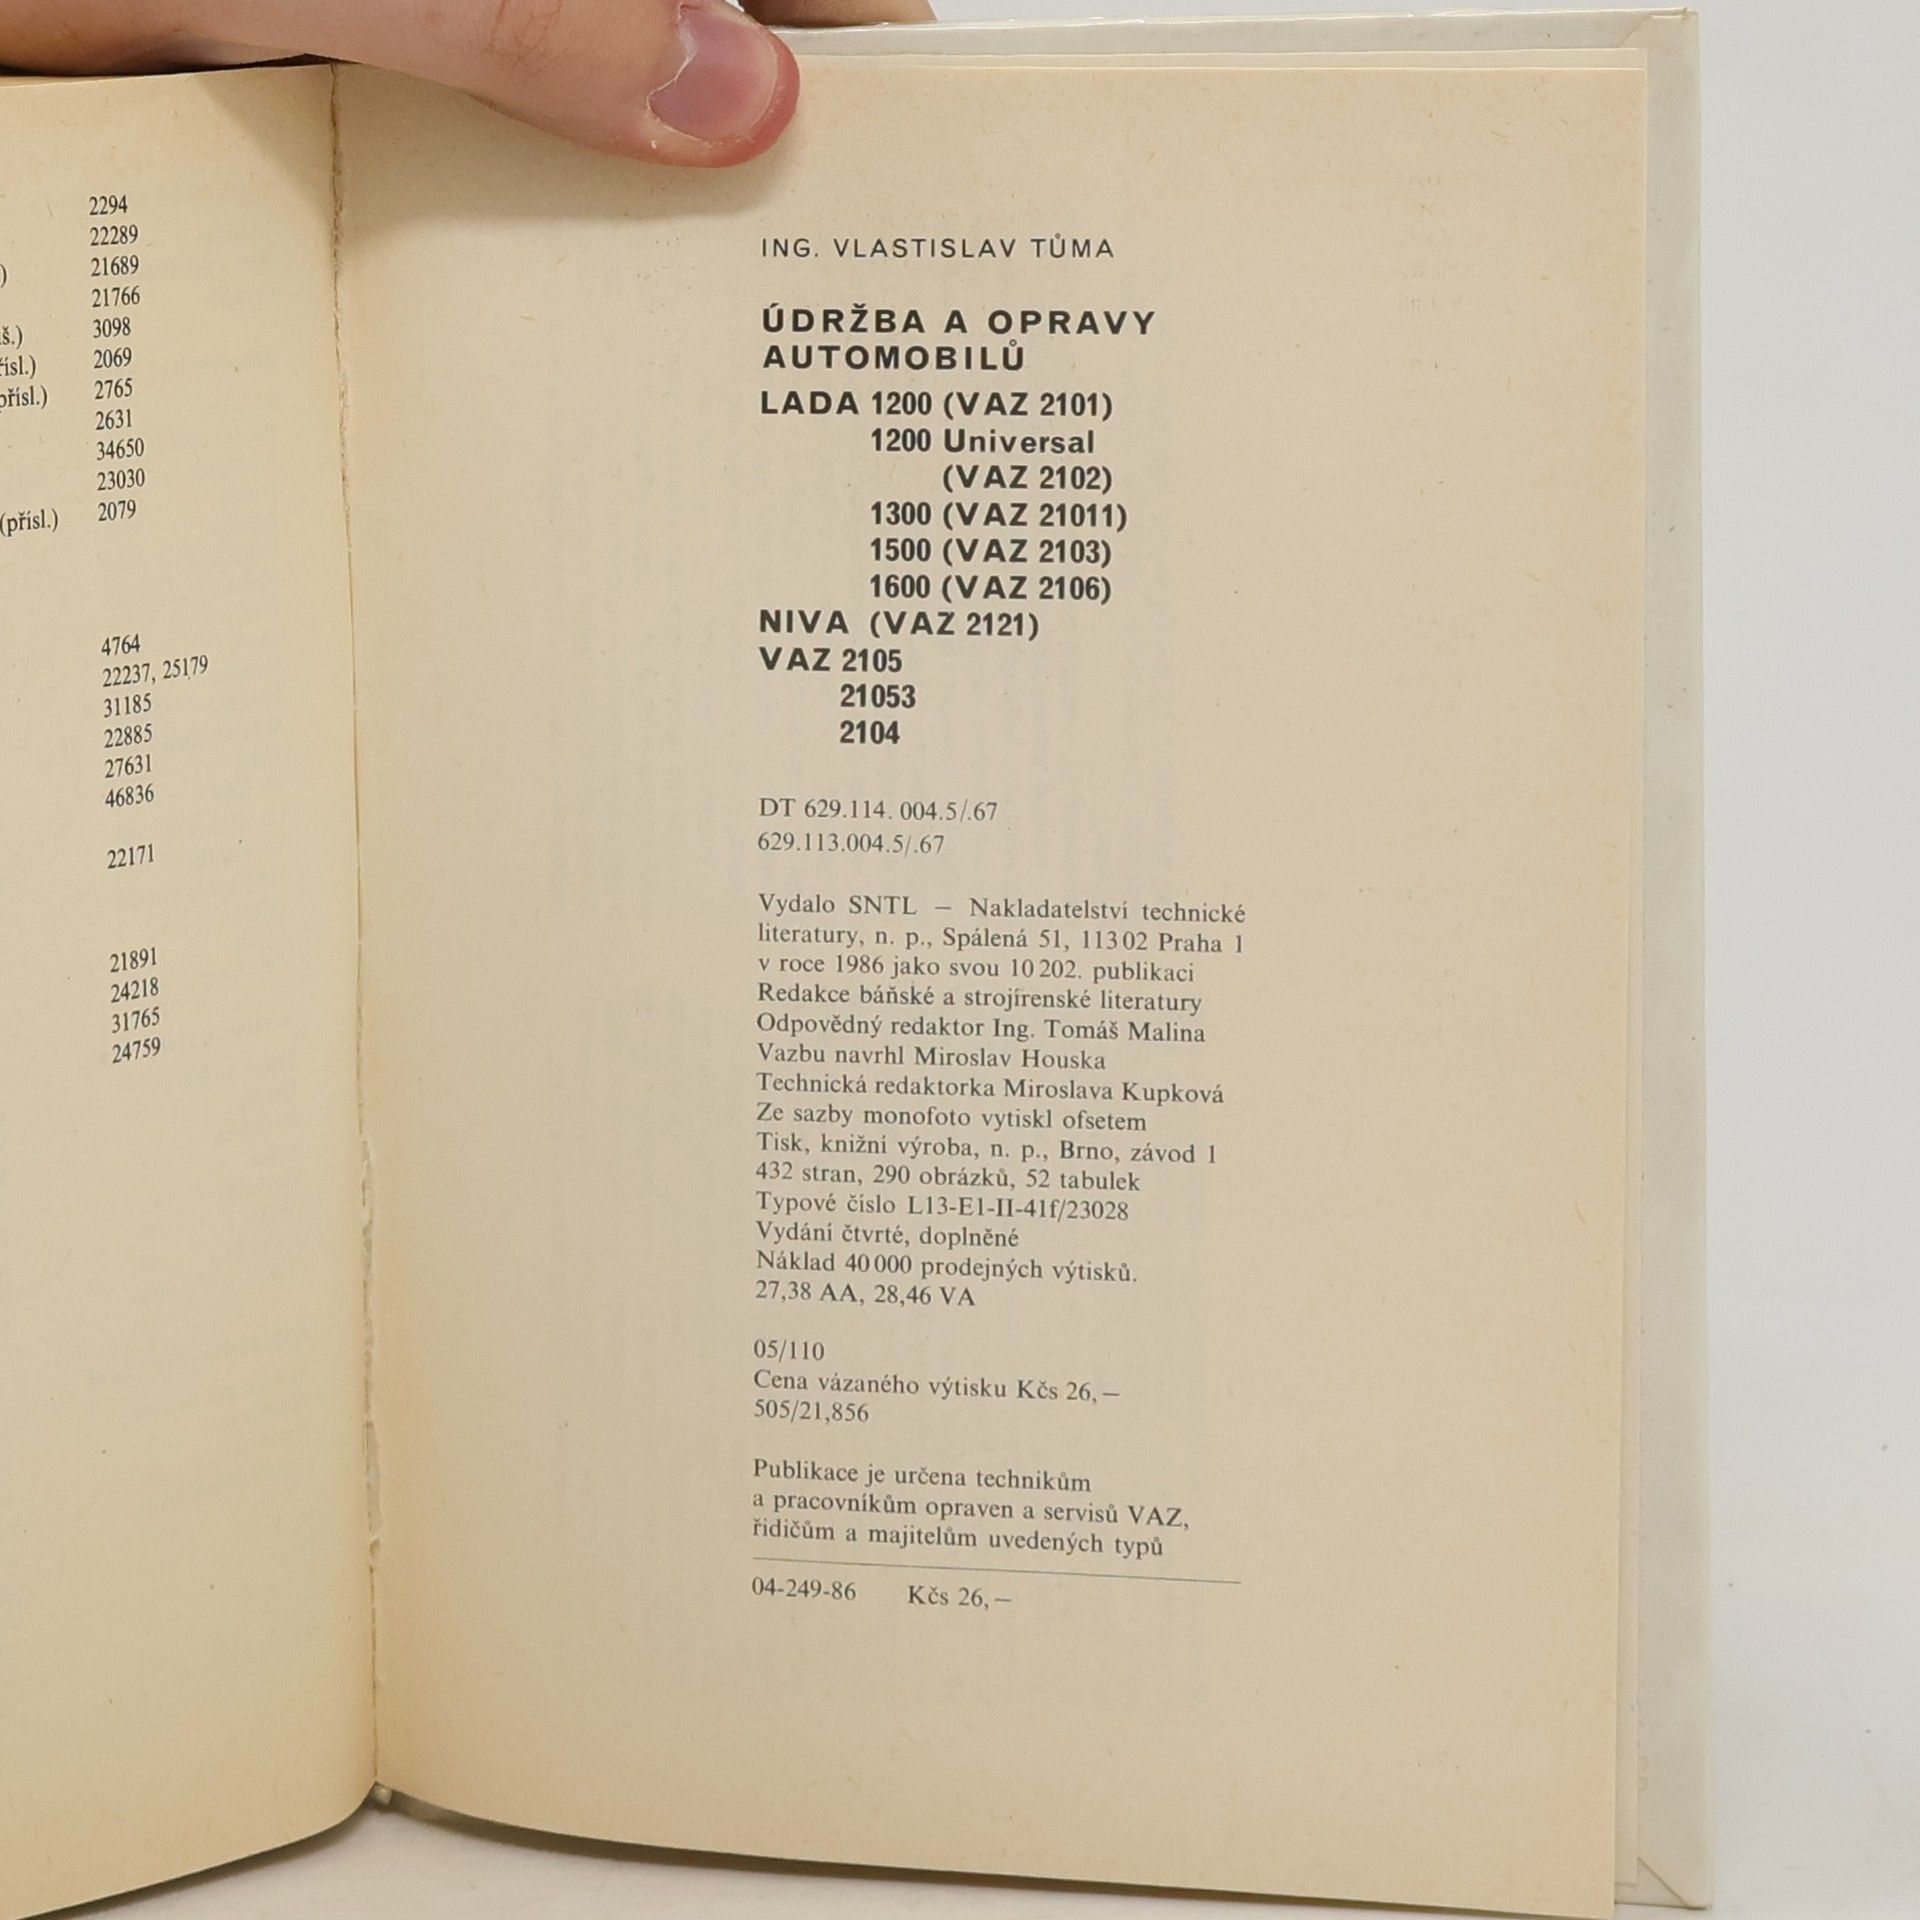 2294
22289
) 21689
21766
š.) 3098
ísl.) 2069
přísl.) 2765
2631
34650
23030
(přísl.) 2079
4764
22237, 25179
31185
22885
27631
46836
22171
21891
24218
31765
24759
ING. VLASTISLAV TŮMA
ÚDRŽBA A OPRAVY
AUTOMOBILŮ
LADA 1200 (VAZ 2101)
1200 Universal
(VAZ 2102)
1300 (VAZ 21011)
1500 (VAZ 2103)
1600 (VAZ 2106)
NIVA (VAZ 2121)
VAZ 2105
21053
2104
DT 629.114. 004.5/.67
629.113.004.5/.67
Vydalo SNTL – Nakladatelství technické
literatury, n. p., Spálená 51, 113 02 Praha 1
v roce 1986 jako svou 10 202. publikaci
Redakce báňské a strojírenské literatury
Odpovědný redaktor Ing. Tomáš Malina
Vazbu navrhl Miroslav Houska
Technická redaktorka Miroslava Kupková
Ze sazby monofoto vytiskl ofsetem
Tisk, knižní výroba, n. p., Brno, závod 1
432 stran, 290 obrázků, 52 tabulek
Typové číslo L13-E1-II-41f/23028
Vydání čtvrté, doplněné
Náklad 40 000 prodejných výtisků.
27,38 AA, 28,46 VA
05/110
Cena vázaného výtisku Kčs 26,–
505/21,856
Publikace je určena technikům
a pracovníkům opraven a servisů VAZ,
řidičům a majitelům uvedených typů
04-249-86 Kčs 26,–